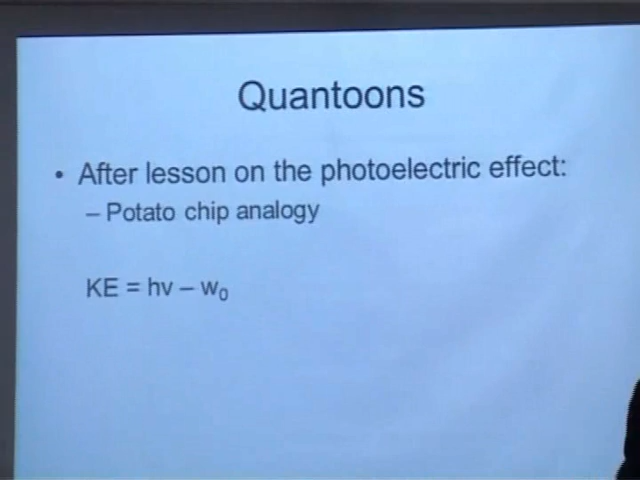 Quantoons
• After lesson on the photoelectric effect:
– Potato chip analogy
KE = hv – w₀